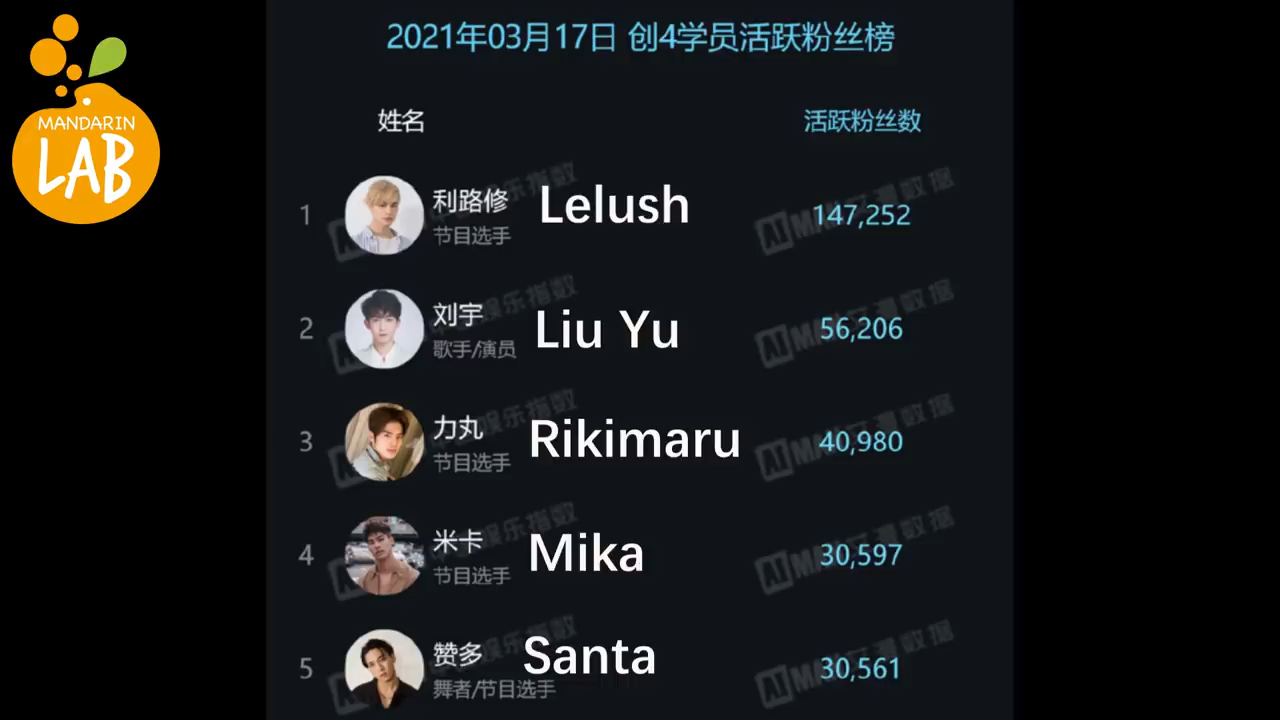 2021年03月17日 创4学员活跃粉丝榜
MANDARIN
LAB
姓名 活跃粉丝数
1 利路修 Lelush 147,252
节目选手
2 刘宇 Liu Yu 56,206
歌手/演员
3 力丸 Rikimaru 40,980
节目选手
4 米卡 Mika 30,597
节目选手
5 赞多 Santa 30,561
舞者/节目选手